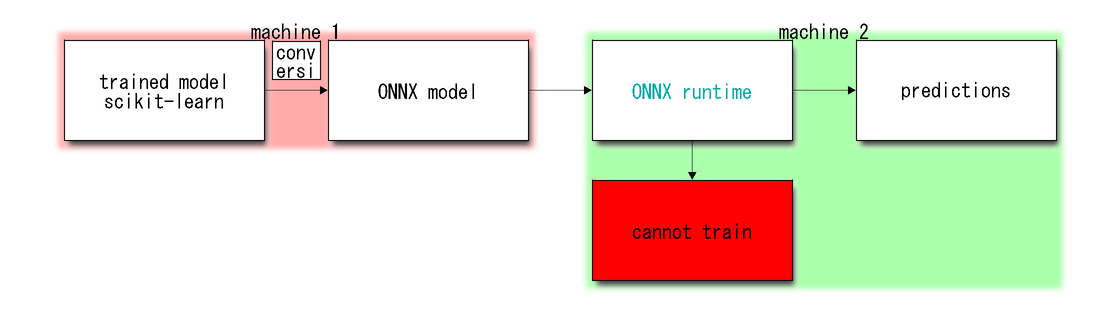 machine 1
conv
ersi
trained model
scikit-learn
ONNX model
machine 2
ONNX runtime
predictions
cannot train